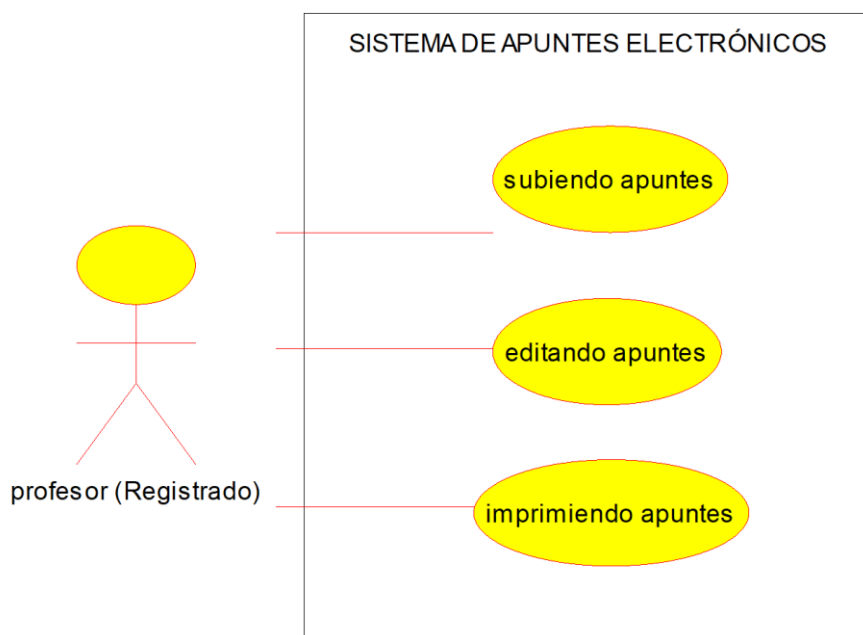 SISTEMA DE APUNTES ELECTRÓNICOS
subiendo apuntes
editando apuntes
profesor (Registrado)
imprimiendo apuntes